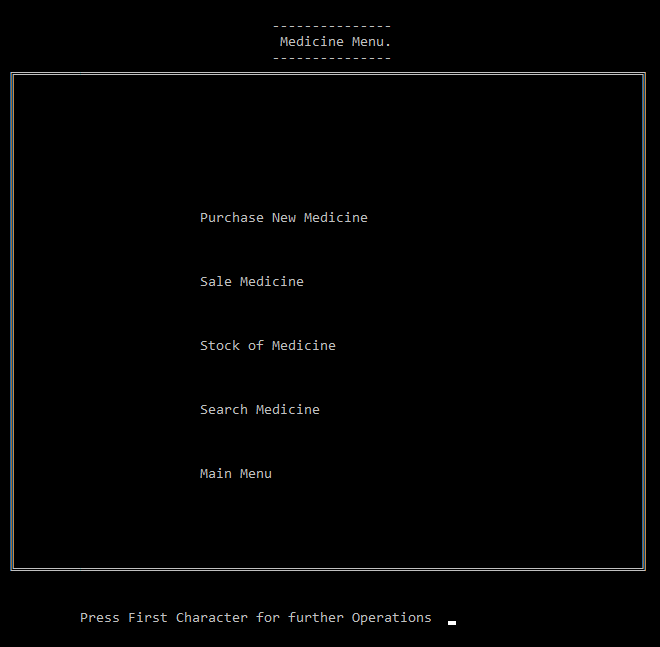 ---------------
Medicine Menu.
---------------
Purchase New Medicine
Sale Medicine
Stock of Medicine
Search Medicine
Main Menu
Press First Character for further Operations